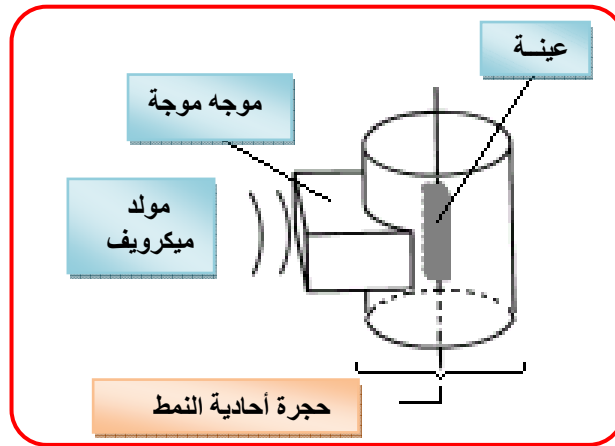 عينــة
موجه موجة
مولد
ميكرويف
حجرة أحادية النمط